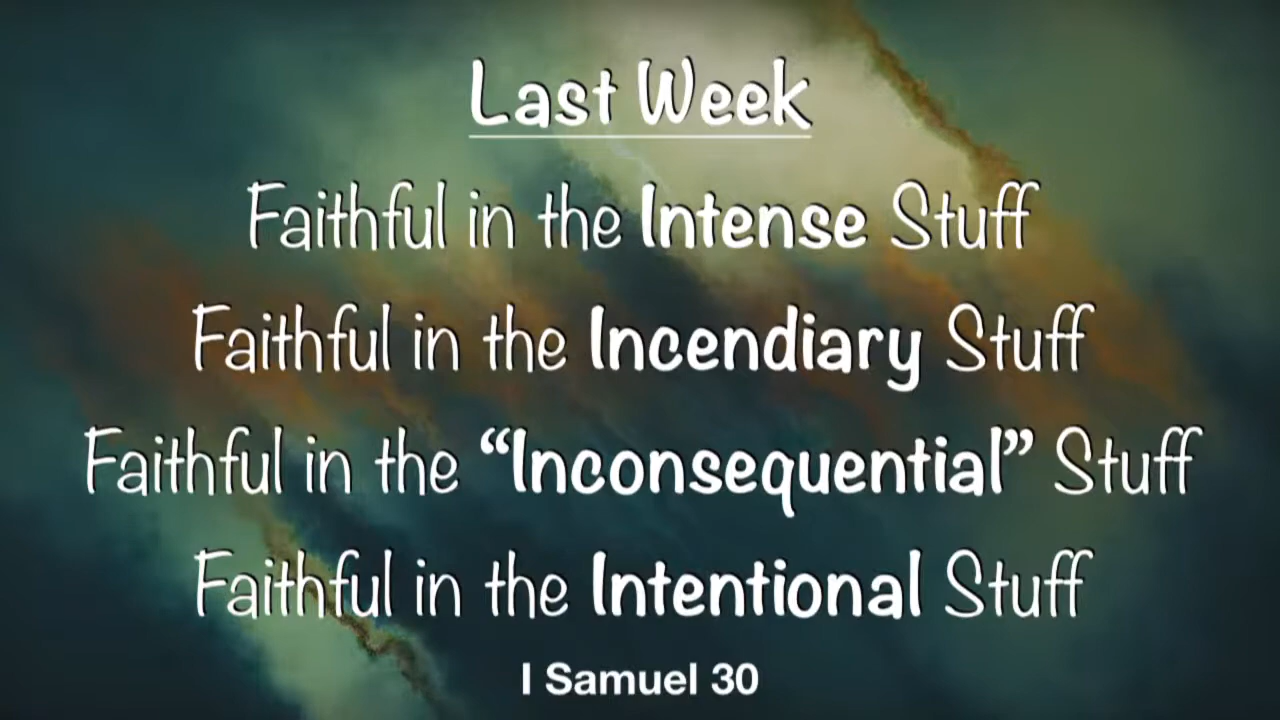 Last Week
Faithful in the Intense Stuff
Faithful in the Incendiary Stuff
Faithful in the “Inconsequential” Stuff
Faithful in the Intentional Stuff
I Samuel 30